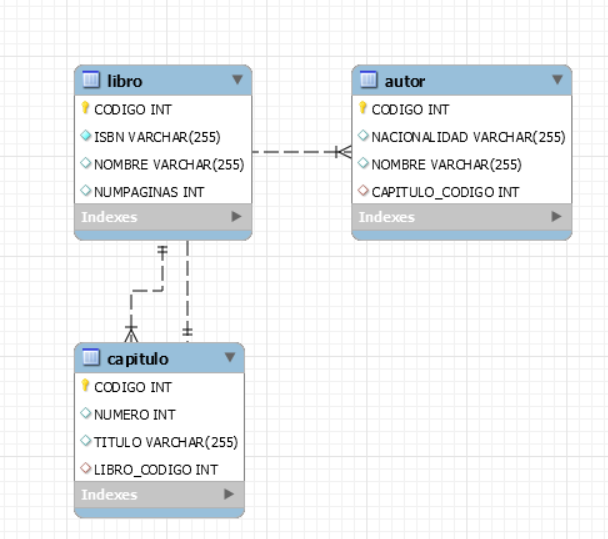 libro
CODIGO INT
ISBN VARCHAR(255)
NOMBRE VARCHAR(255)
NUMPAGINAS INT
Indexes
autor
CODIGO INT
NACIONALIDAD VARCHAR(255)
NOMBRE VARCHAR(255)
CAPITULO_CODIGO INT
Indexes
capitulo
CODIGO INT
NUMERO INT
TITULO VARCHAR(255)
LIBRO_CODIGO INT
Indexes